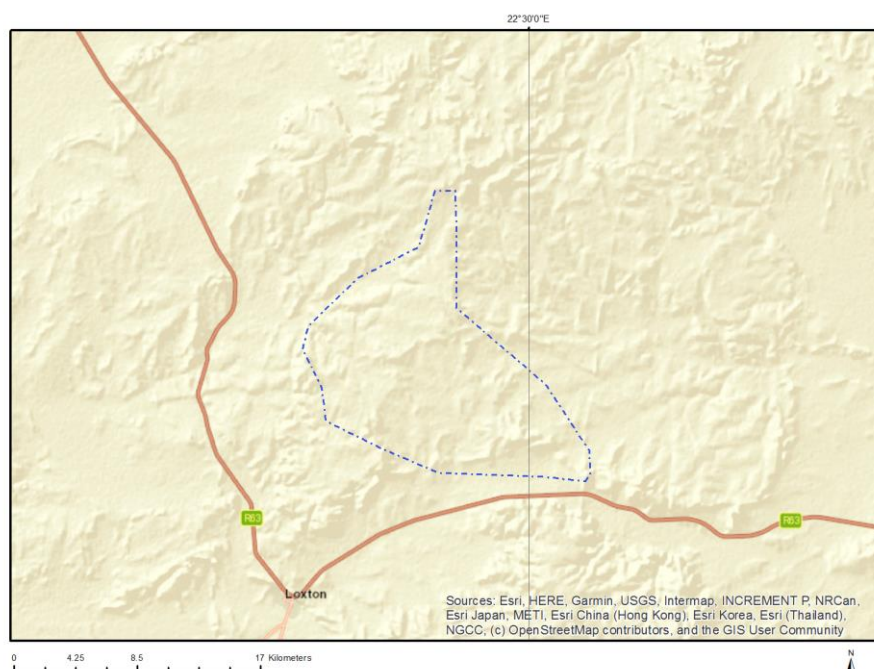 22°30'0"E
R63
R63
Loxton
Sources: Esri, HERE, Garmin, USGS, Intermap, INCREMENT P, NRCan,
Esri Japan, METI, Esri China (Hong Kong), Esri Korea, Esri (Thailand),
NGCC, (c) OpenStreetMap contributors, and the GIS User Community
0 4.25 8.5 17 Kilometers
N